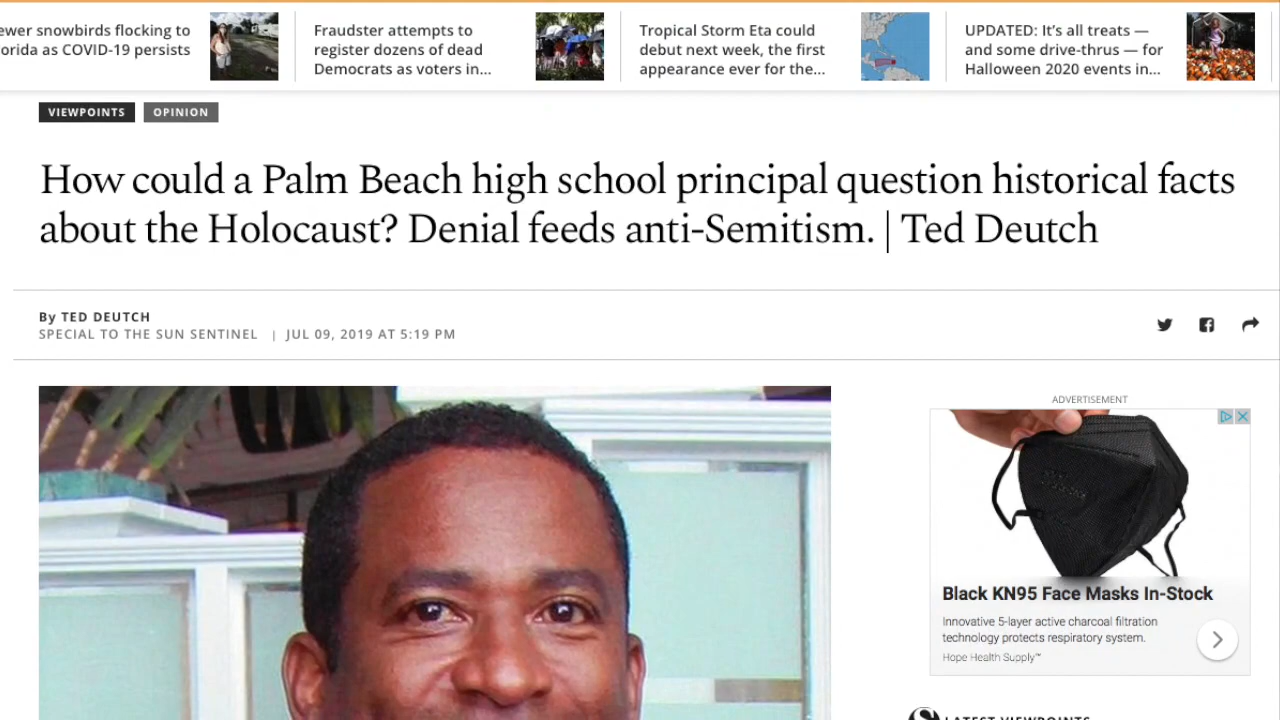 ewer snowbirds flocking to
orida as COVID-19 persists
Fraudster attempts to
register dozens of dead
Democrats as voters in...
Tropical Storm Eta could
debut next week, the first
appearance ever for the...
UPDATED: It's all treats —
and some drive-thrus — for
Halloween 2020 events in...
VIEWPOINTS
OPINION
How could a Palm Beach high school principal question historical facts
about the Holocaust? Denial feeds anti-Semitism. | Ted Deutch
By TED DEUTCH
SPECIAL TO THE SUN SENTINEL | JUL 09, 2019 AT 5:19 PM
ADVERTISEMENT
Black KN95 Face Masks In-Stock
Innovative 5-layer active charcoal filtration
technology protects respiratory system.
Hope Health Supply™
LATEST VIEWPOINTS